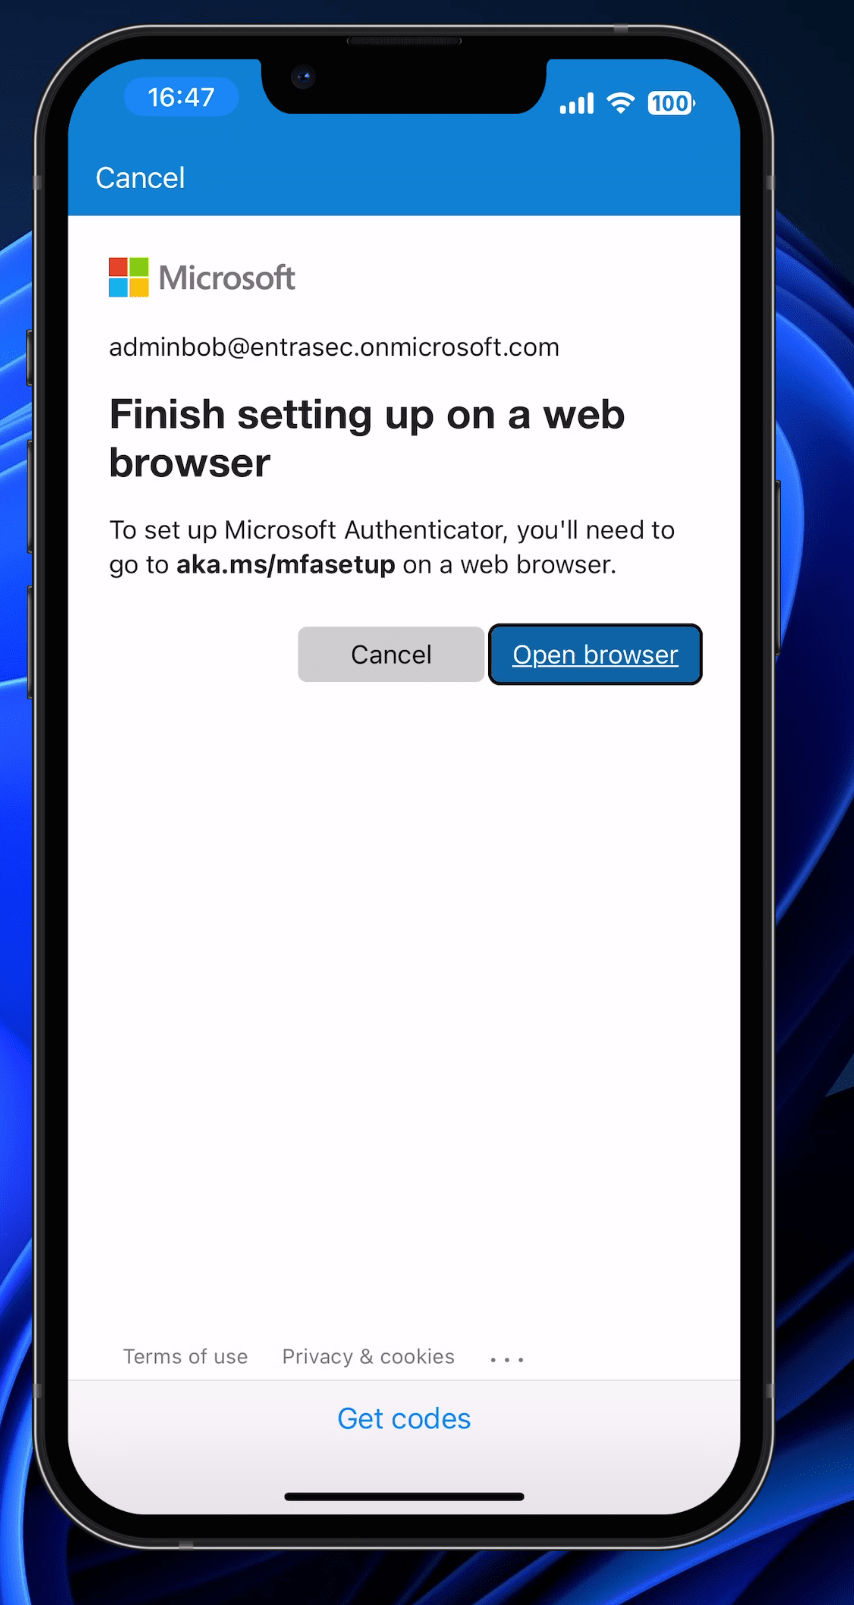 16:47
100
Cancel
Microsoft
adminbob@entrasec.onmicrosoft.com
Finish setting up on a web
browser
To set up Microsoft Authenticator, you'll need to
go to aka.ms/mfasetup on a web browser.
Cancel
Open browser
Terms of use
Privacy & cookies
...
Get codes